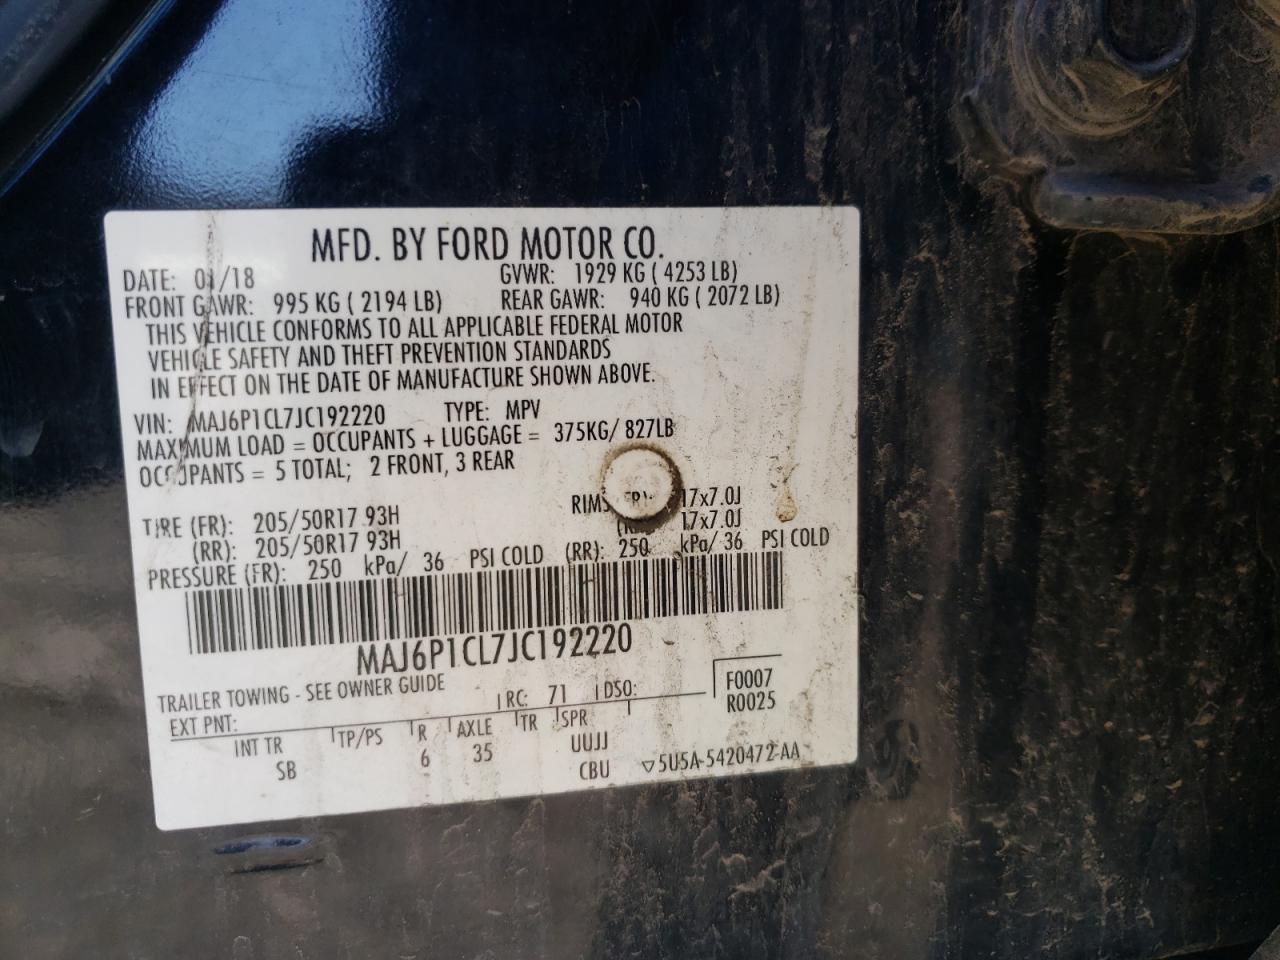 MFD. BY FORD MOTOR CO.
DATE: 01/18 GVWR: 1929 KG ( 4253 LB)
FRONT GAWR: 995 KG ( 2194 LB) REAR GAWR: 940 KG ( 2072 LB)
THIS VEHICLE CONFORMS TO ALL APPLICABLE FEDERAL MOTOR
VEHICLE SAFETY AND THEFT PREVENTION STANDARDS
IN EFFECT ON THE DATE OF MANUFACTURE SHOWN ABOVE.
VIN: MAJ6P1CL7JC192220 TYPE: MPV
MAXIMUM LOAD = OCCUPANTS + LUGGAGE = 375KG/ 827LB
OCCUPANTS = 5 TOTAL; 2 FRONT, 3 REAR
TIRE (FR): 205/50R17 93H RIMS (FR): 17x7.0J
(RR): 205/50R17 93H 17x7.0J
PRESSURE (FR): 250 kPa/ 36 PSI COLD (RR): 250 kPa/ 36 PSI COLD
MAJ6P1CL7JC192220
TRAILER TOWING - SEE OWNER GUIDE
EXT PNT: RC: 71 DSO: F0007
R0025
INT TR TP/PS R AXLE TR SPR
SB 6 35 UUJJ
CBU ▽5U5A-5420472-AA